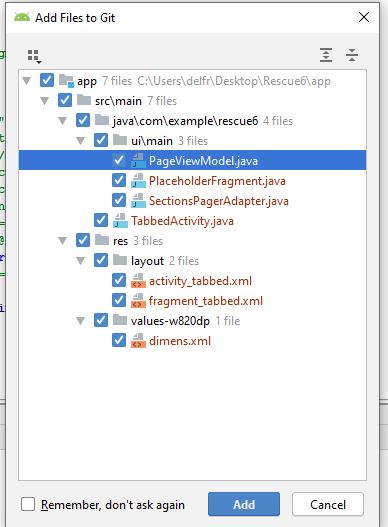 Add Files to Git
app 7 files C:\Users\delfr\Desktop\Rescue6\app
src\main 7 files
java\com\example\rescue6 4 files
ui\main 3 files
PageViewModel.java
PlaceholderFragment.java
SectionsPagerAdapter.java
TabbedActivity.java
res 3 files
layout 2 files
activity_tabbed.xml
fragment_tabbed.xml
values-w820dp 1 file
dimens.xml
Remember, don't ask again
Add
Cancel